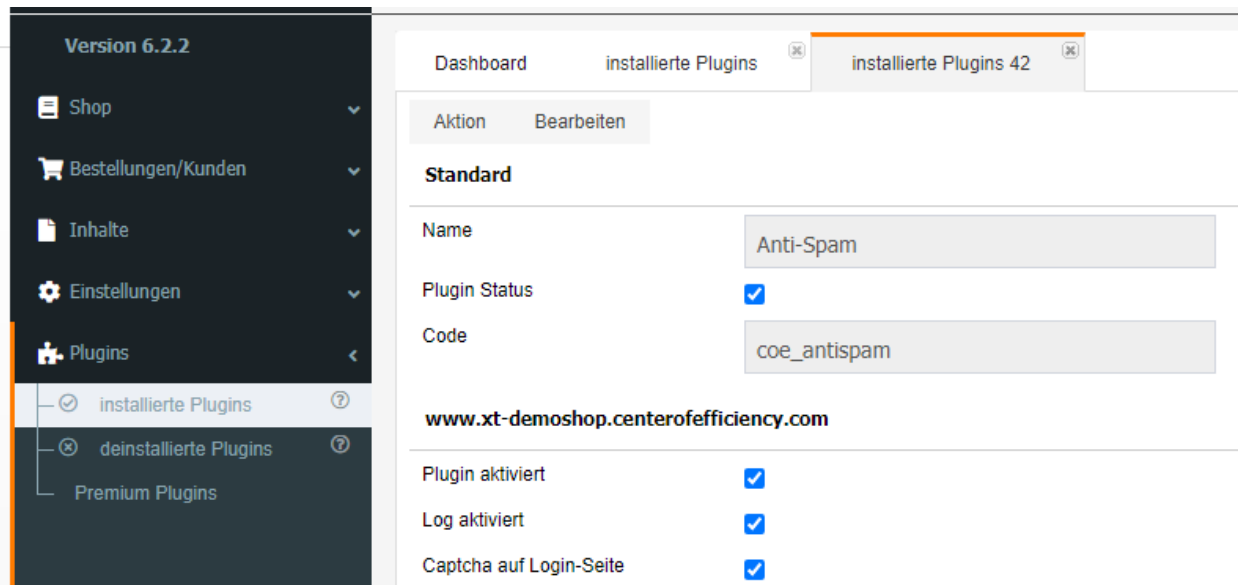 Version 6.2.2
Shop
Bestellungen/Kunden
Inhalte
Einstellungen
Plugins
installierte Plugins
deinstallierte Plugins
Premium Plugins
Dashboard installierte Plugins installierte Plugins 42
Aktion Bearbeiten
Standard
Name Anti-Spam
Plugin Status
Code coe_antispam
www.xt-demoshop.centerofefficiency.com
Plugin aktiviert
Log aktiviert
Captcha auf Login-Seite